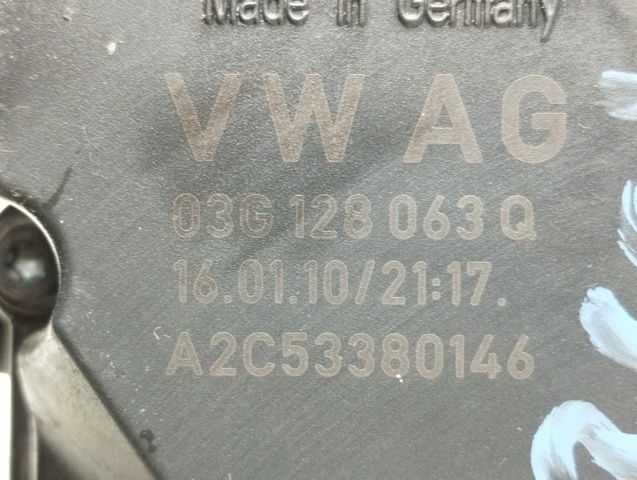 Made in Germany
VW AG
03G 128 063 Q
16.01.10/21:17.
A2C53380146